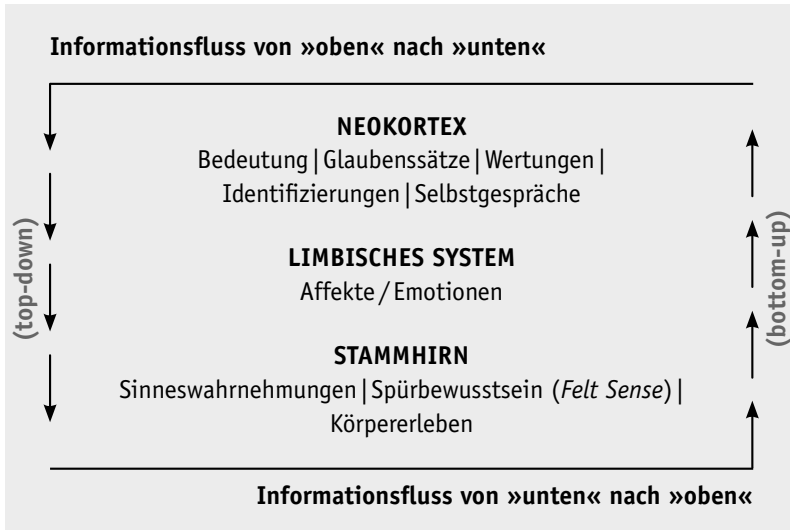 Informationsfluss von »oben« nach »unten«
NEOKORTEX
Bedeutung | Glaubenssätze | Wertungen |
Identifizierungen | Selbstgespräche
(top-down)
LIMBISCHES SYSTEM
Affekte / Emotionen
(bottom-up)
STAMMHIRN
Sinneswahrnehmungen | Spürbewusstsein (Felt Sense) |
Körpererleben
Informationsfluss von »unten« nach »oben«